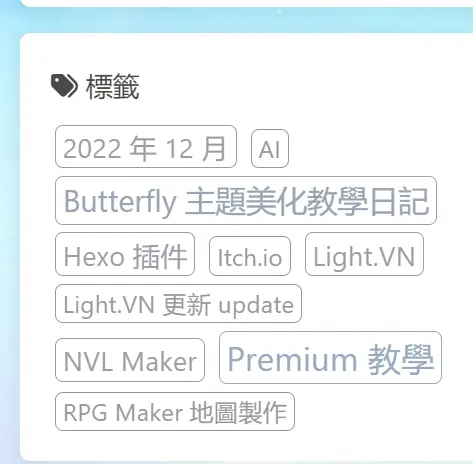 標籤
2022 年 12 月 AI
Butterfly 主題美化教學日記
Hexo 插件 Itch.io Light.VN
Light.VN 更新 update
NVL Maker Premium 教學
RPG Maker 地圖製作